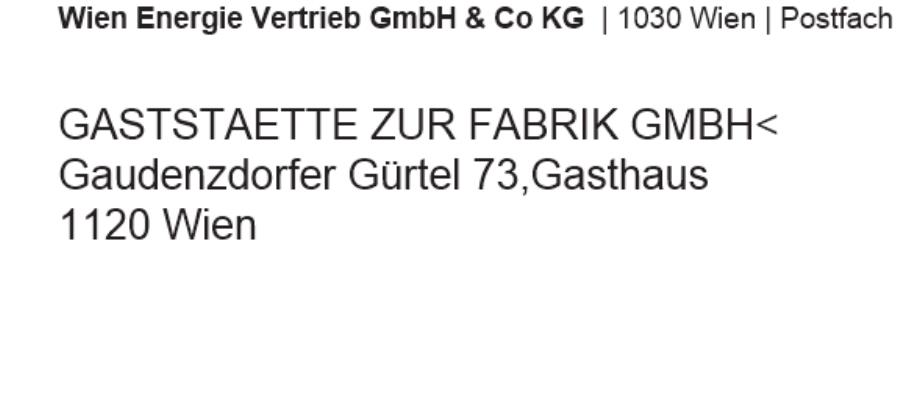 Wien Energie Vertrieb GmbH & Co KG | 1030 Wien | Postfach
GASTSTAETTE ZUR FABRIK GMBH<
Gaudenzdorfer Gürtel 73,Gasthaus
1120 Wien